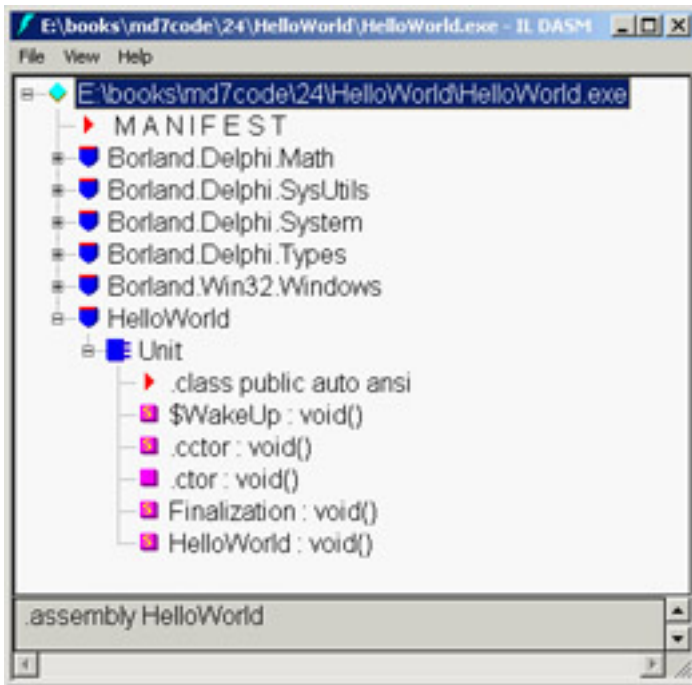 E:\books\md7code\24\HelloWorld\HelloWorld.exe - IL DASM
File View Help
E:\books\md7code\24\HelloWorld\HelloWorld.exe
M A N I F E S T
Borland.Delphi.Math
Borland.Delphi.SysUtils
Borland.Delphi.System
Borland.Delphi.Types
Borland.Win32.Windows
HelloWorld
Unit
.class public auto ansi
$WakeUp : void()
.cctor : void()
.ctor : void()
Finalization : void()
HelloWorld : void()
.assembly HelloWorld